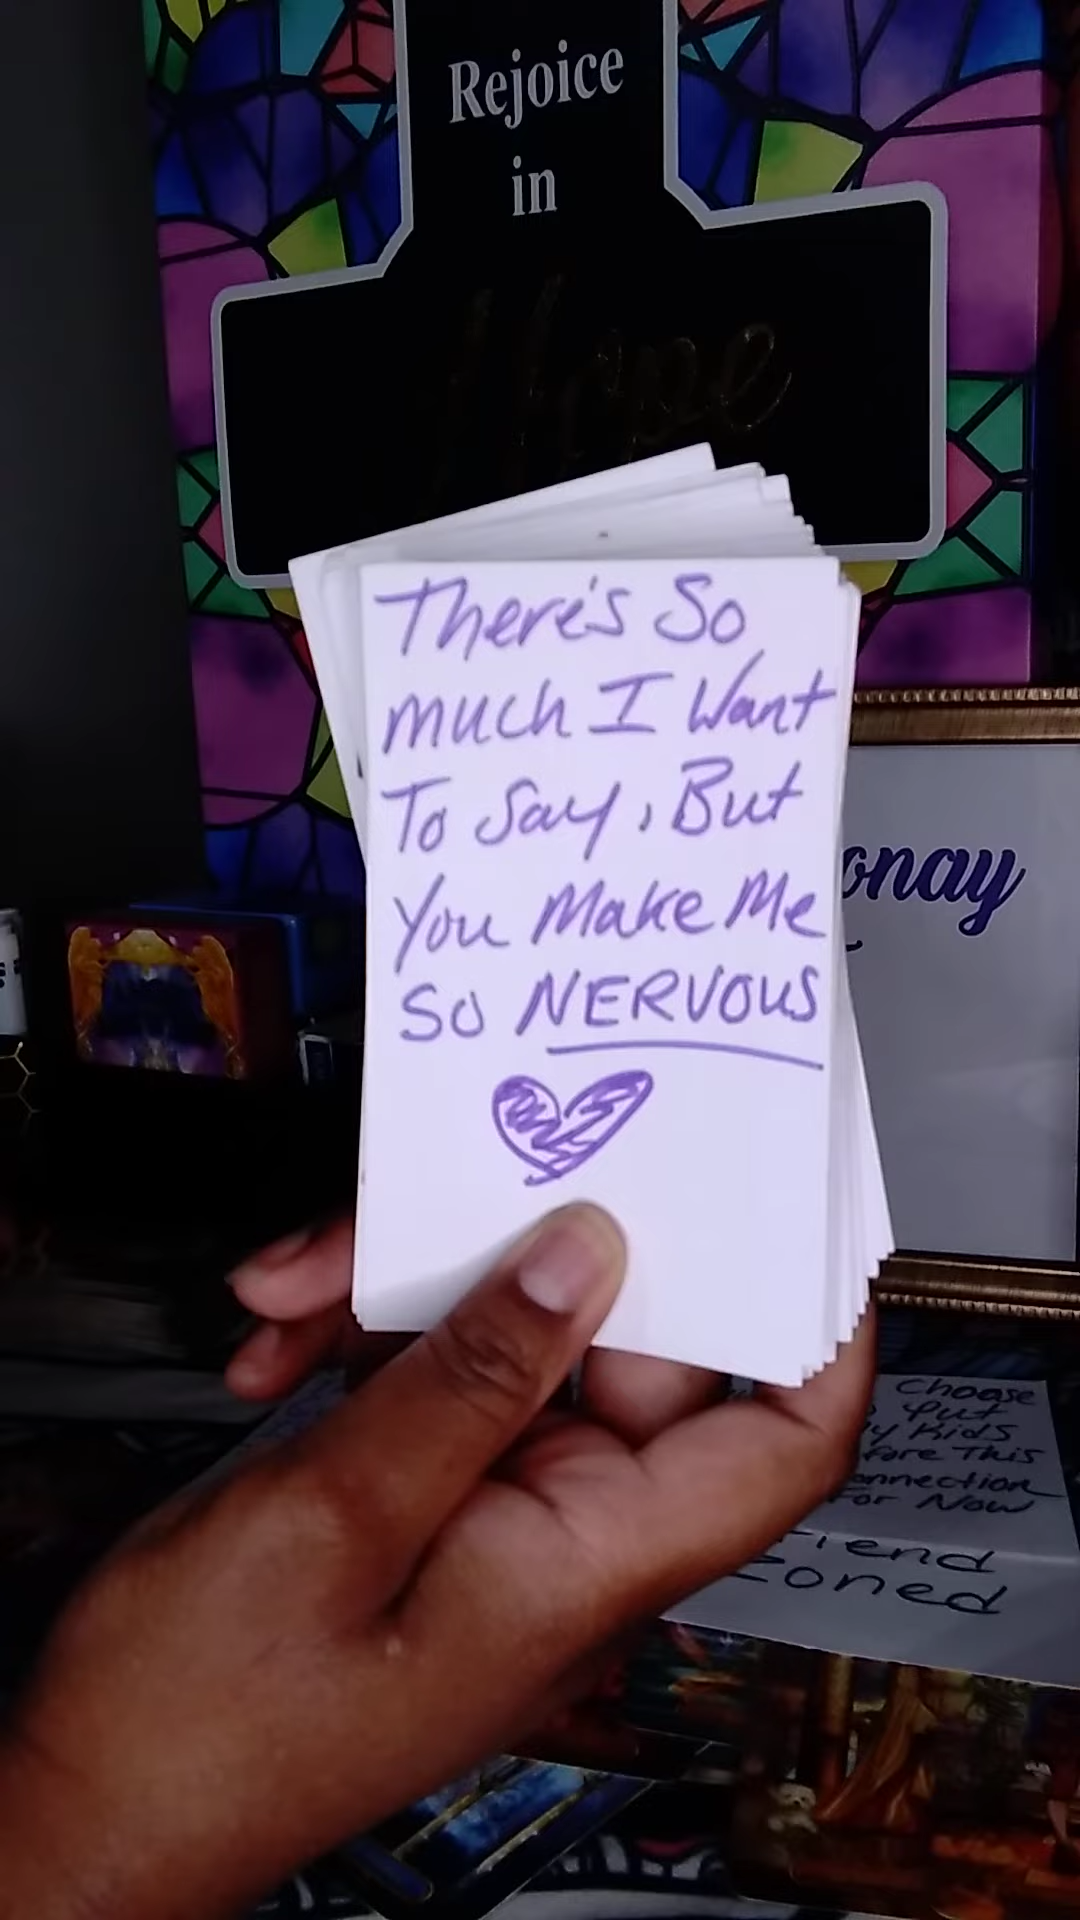 Rejoice
in
Hope
There's So
much I Want
To Say, But
You Make Me
So NERVOUS
onay
Choose
Put
Kids
This
For Now
zoned